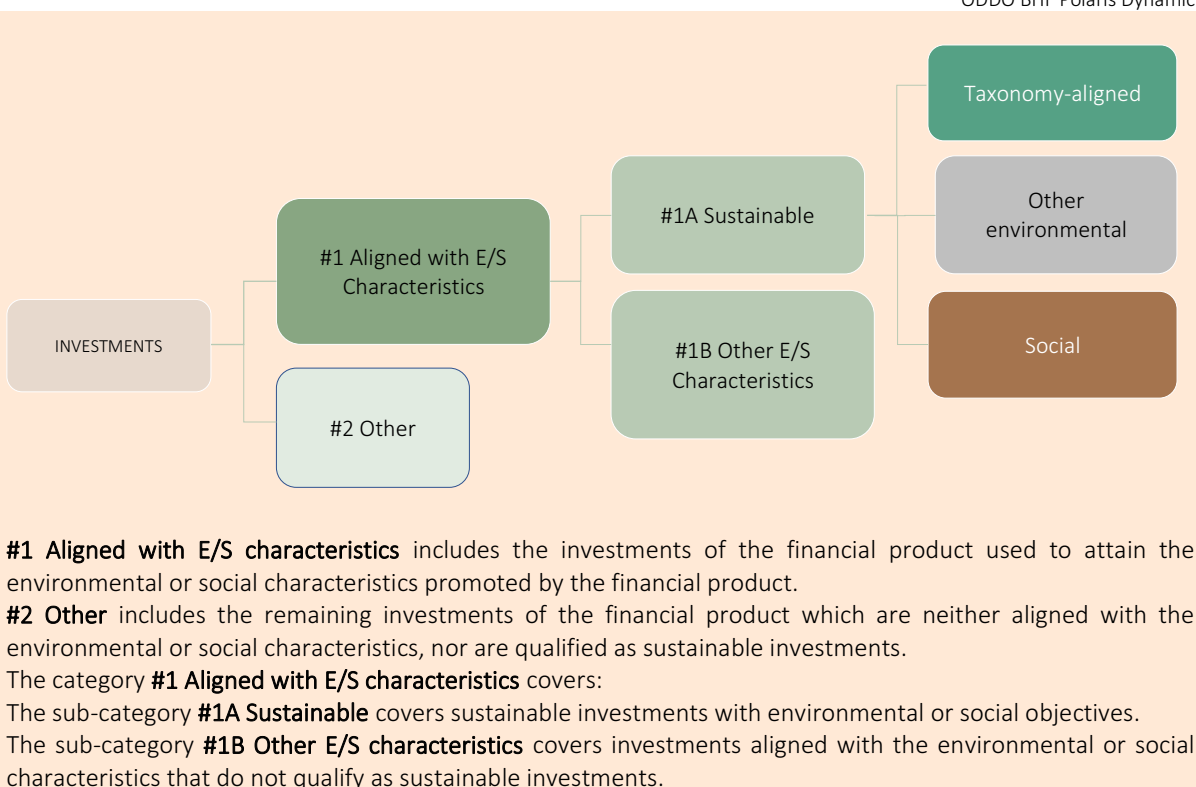 ODDO BHF Polaris Dynamic
Taxonomy-aligned
#1A Sustainable
Other
environmental
#1 Aligned with E/S
Characteristics
INVESTMENTS
#1B Other E/S
Characteristics
Social
#2 Other
#1 Aligned with E/S characteristics includes the investments of the financial product used to attain the
environmental or social characteristics promoted by the financial product.
#2 Other includes the remaining investments of the financial product which are neither aligned with the
environmental or social characteristics, nor are qualified as sustainable investments.
The category #1 Aligned with E/S characteristics covers:
The sub-category #1A Sustainable covers sustainable investments with environmental or social objectives.
The sub-category #1B Other E/S characteristics covers investments aligned with the environmental or social
characteristics that do not qualify as sustainable investments.